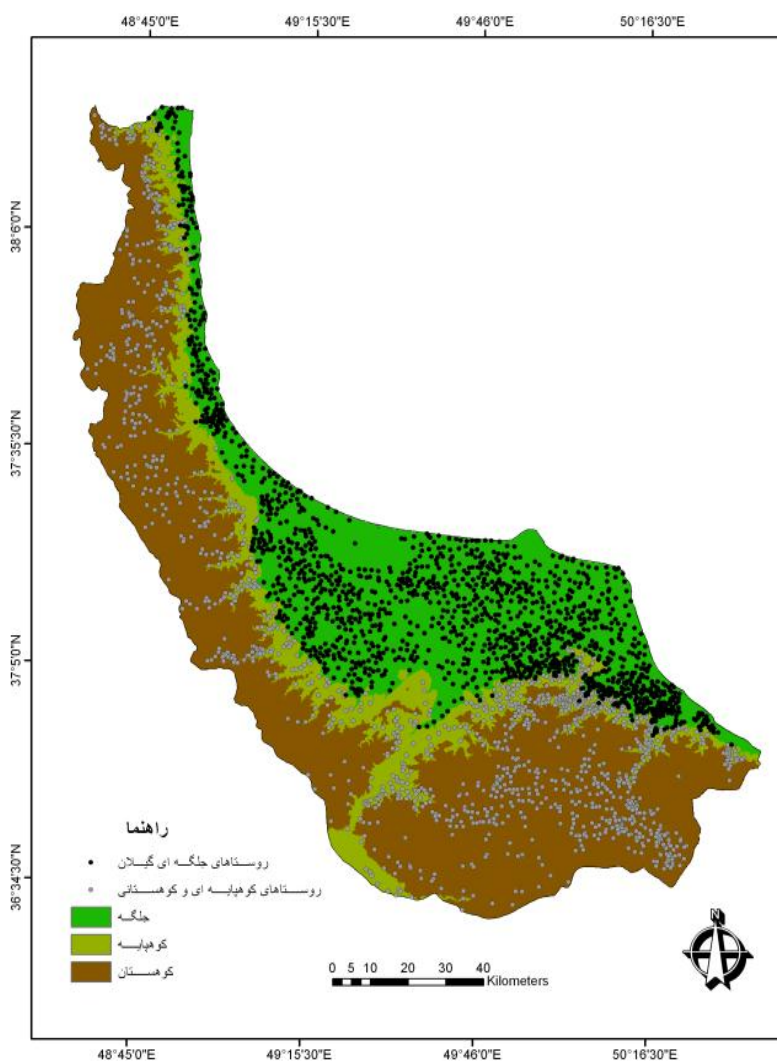 48°45'0"E 49°15'30"E 49°46'0"E 50°16'30"E
38°6'0"N
37°35'30"N
37°5'0"N
36°34'30"N
راهنما
روستاهای جلگه ای گیلان
روستاهای کوهپایه ای و کوهستانی
جلگه
کوهپایه
کوهستان
N
0 5 10 20 30 40
Kilometers
48°45'0"E 49°15'30"E 49°46'0"E 50°16'30"E